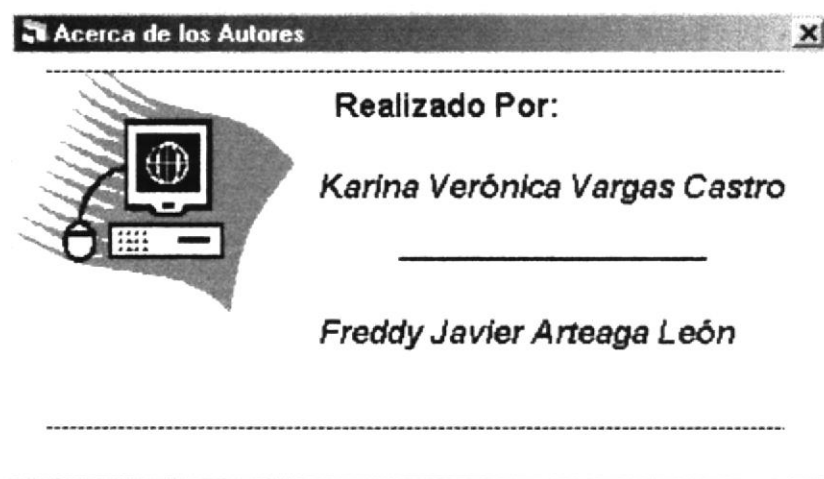 Acerca de los Autores
Realizado Por:
Karina Verónica Vargas Castro
Freddy Javier Arteaga León